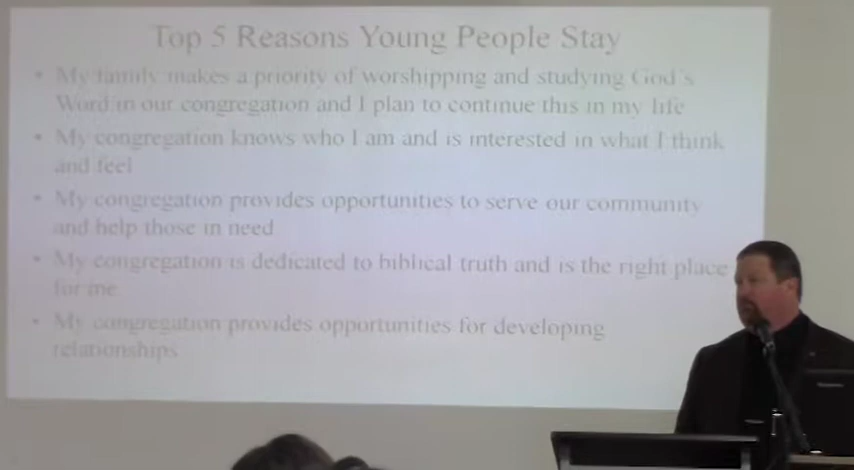 Top 5 Reasons Young People Stay
• My family makes a priority of worshipping and studying God's
Word in our congregation and I plan to continue this in my life
• My congregation knows who I am and is interested in what I think
and feel
• My congregation provides opportunities to serve our community
and help those in need
• My congregation is dedicated to biblical truth and is the right place
for me
• My congregation provides opportunities for developing
relationships